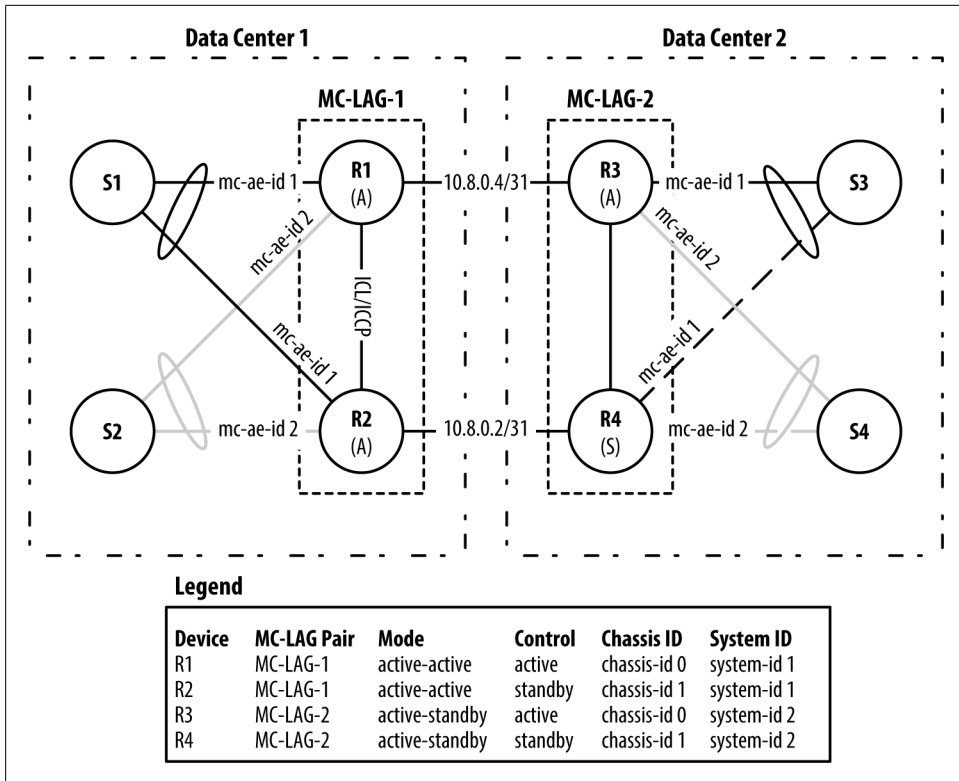 Data Center 1
Data Center 2
MC-LAG-1
MC-LAG-2
S1
mc-ae-id 1
R1
(A)
10.8.0.4/31
R3
(A)
mc-ae-id 1
S3
mc-ae-id 2
mc-ae-id 2
ICL/ICCP
mc-ae-id 1
mc-ae-id 1
S2
mc-ae-id 2
R2
(A)
10.8.0.2/31
R4
(S)
mc-ae-id 2
S4
Legend
Device MC-LAG Pair Mode Control Chassis ID System ID
R1 MC-LAG-1 active-active active chassis-id 0 system-id 1
R2 MC-LAG-1 active-active standby chassis-id 1 system-id 1
R3 MC-LAG-2 active-standby active chassis-id 0 system-id 2
R4 MC-LAG-2 active-standby standby chassis-id 1 system-id 2